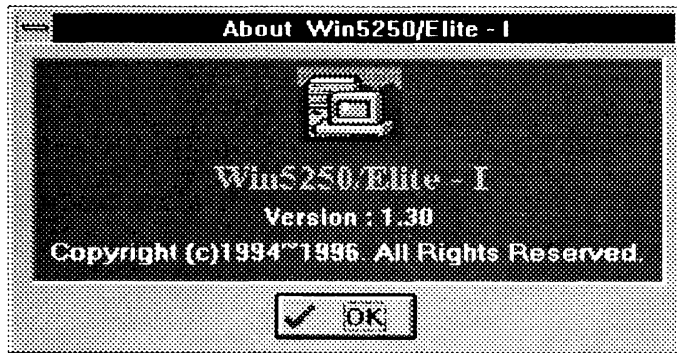 About Win5250/Elite - I
Win5250/Elite - I
Version : 1.30
Copyright (c)1994~1996 All Rights Reserved.
OK